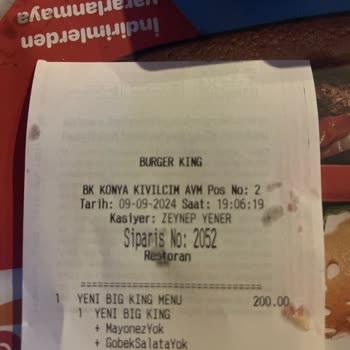 indirimlerden
yararlanmaya
BURGER KING
BK KONYA KIVILCIM AVM Pos No: 2
Tarih: 09-09-2024 Saat: 19:06:19
Kasiyer: ZEYNEP YENER
Siparis No: 2052
Restoran
========================================
1 YENI BIG KING MENU 200.00
1 YENI BIG KING
+ MayonezYok
+ GobekSalataYok